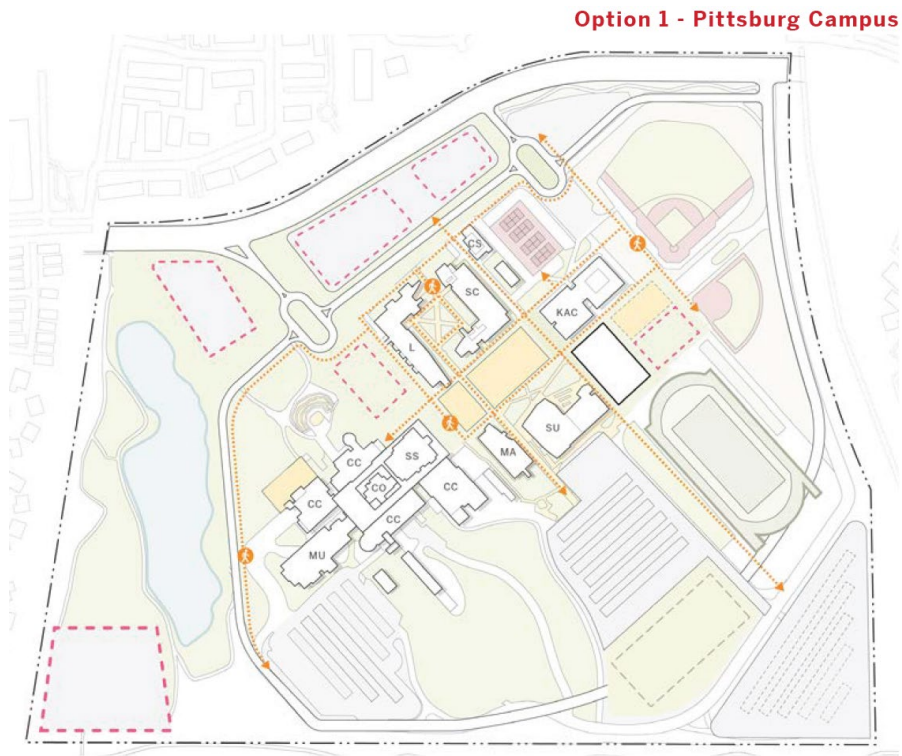 Option 1 - Pittsburg Campus
CS
SC
KAC
L
SU
SS
MA
CC
CO
CC
CC
CC
MU